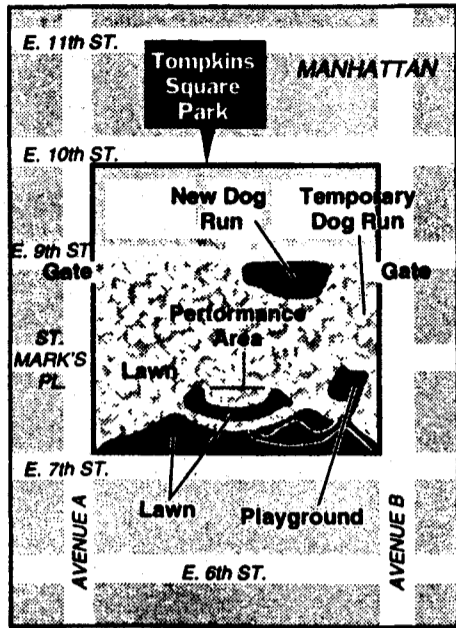 E. 11th ST.
Tompkins
Square
Park
MANHATTAN
E. 10th ST.
New Dog
Run
Temporary
Dog Run
E. 9th ST.
Gate
Gate
Performance
Area
ST.
MARK'S
PL.
Lawn
E. 7th ST.
Lawn
Playground
AVENUE A
AVENUE B
E. 6th ST.